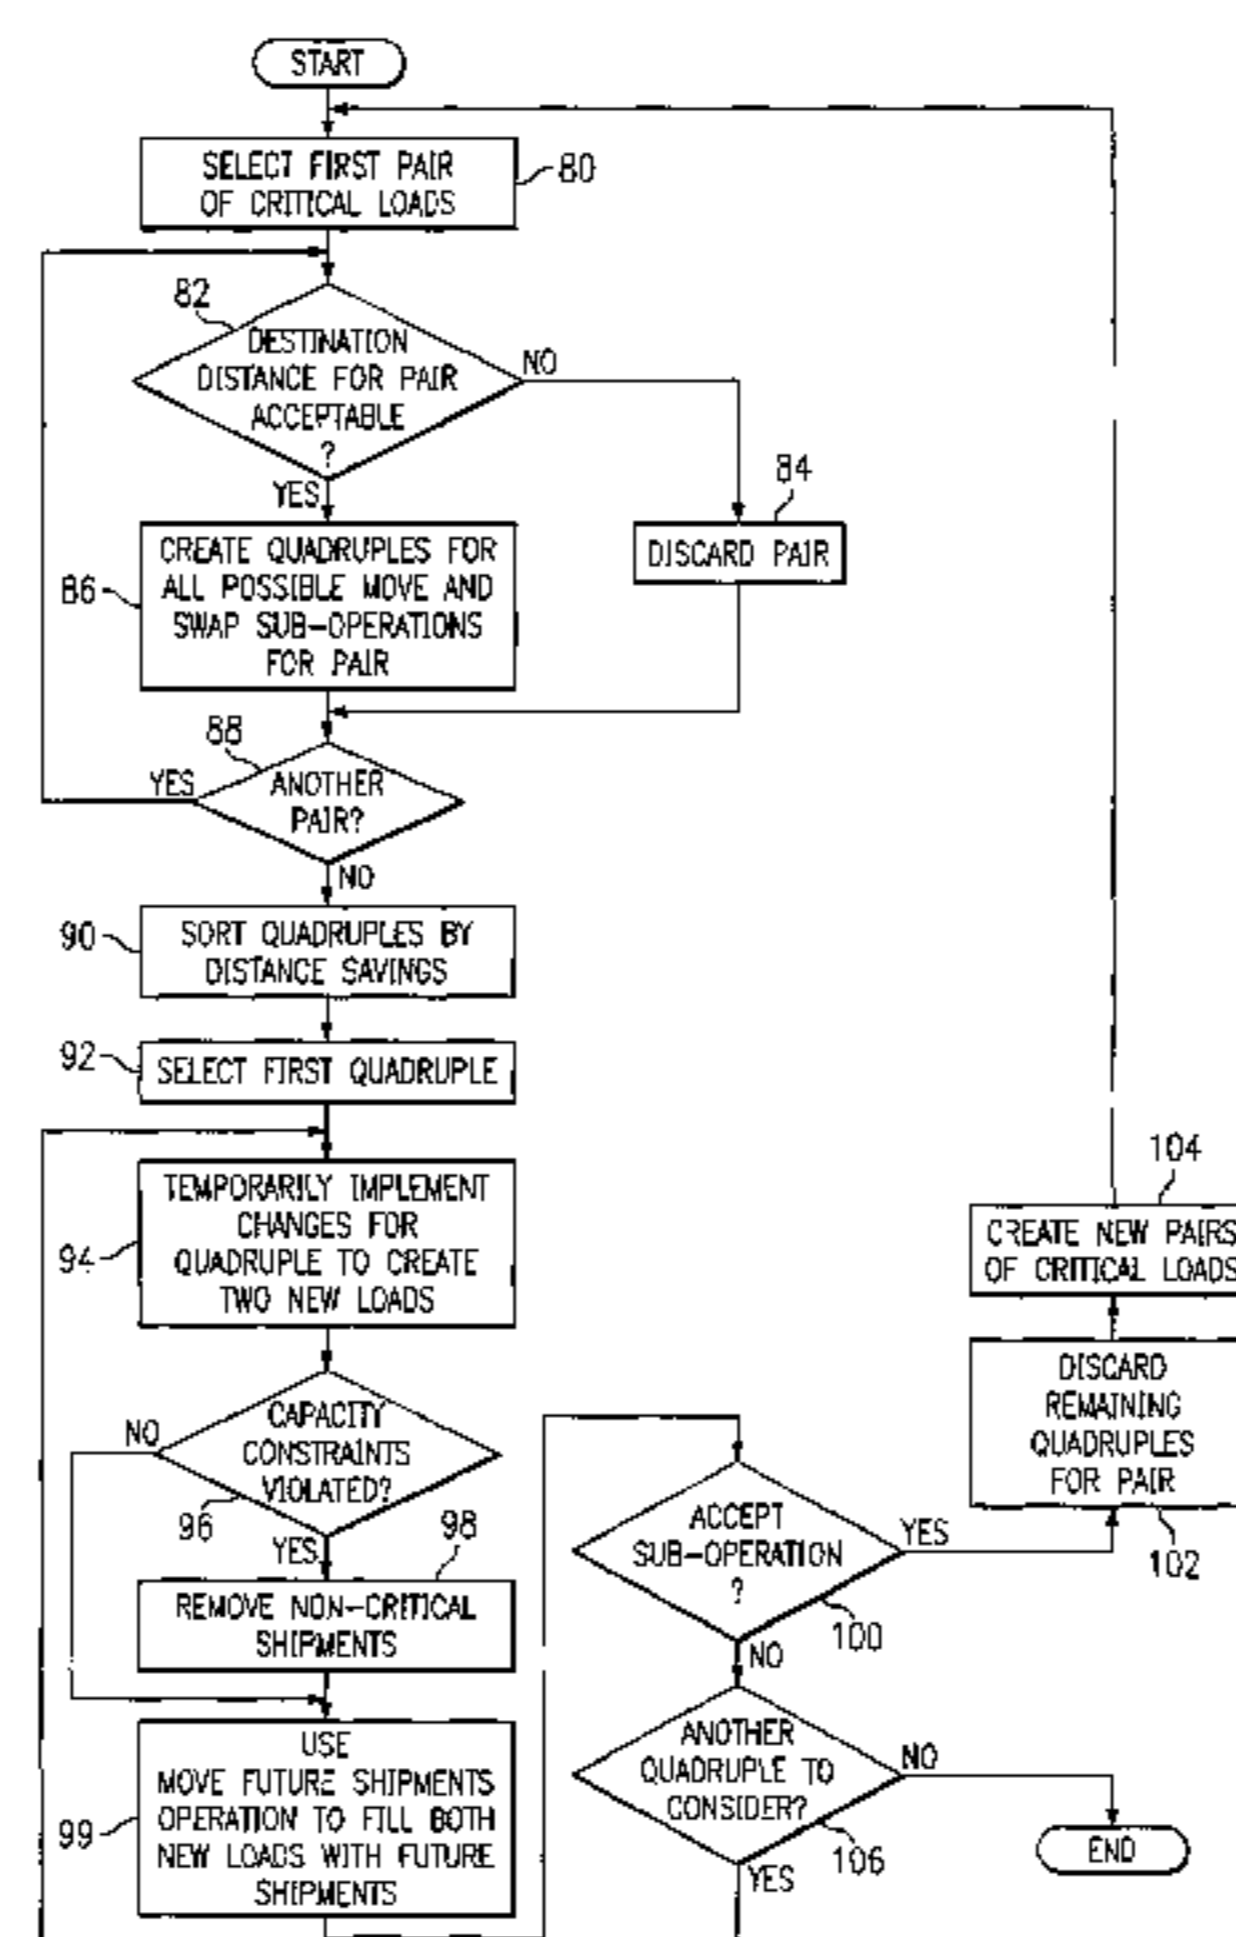 START
SELECT FIRST PAIR
OF CRITICAL LOADS
80
82
DESTINATION
DISTANCE FOR PAIR
ACCEPTABLE
?
NO
YES
84
DISCARD PAIR
86
CREATE QUADRUPLES FOR
ALL POSSIBLE MOVE AND
SWAP SUB-OPERATIONS
FOR PAIR
88
YES
ANOTHER
PAIR?
NO
90
SORT QUADRUPLES BY
DISTANCE SAVINGS
92
SELECT FIRST QUADRUPLE
94
TEMPORARILY IMPLEMENT
CHANGES FOR
QUADRUPLE TO CREATE
TWO NEW LOADS
NO
CAPACITY
CONSTRAINTS
VIOLATED?
96
YES
98
REMOVE NON-CRITICAL
SHIPMENTS
99
USE
MOVE FUTURE SHIPMENTS
OPERATION TO FILL BOTH
NEW LOADS WITH FUTURE
SHIPMENTS
ACCEPT
SUB-OPERATION
?
YES
100
NO
ANOTHER
QUADRUPLE TO
CONSIDER?
NO
106
YES
104
CREATE NEW PAIRS
OF CRITICAL LOADS
DISCARD
REMAINING
QUADRUPLES
FOR PAIR
102
END